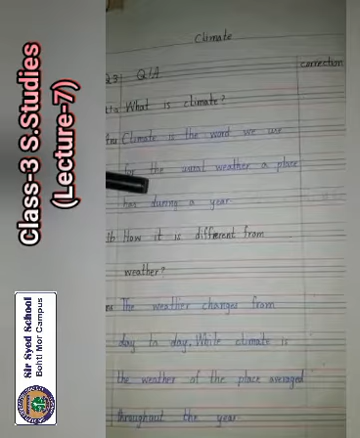 Class-3 S.Studies
(Lecture-7)
Sir Syed School
Bohti Mor Campus
Climate
correction
Q3: Q/A
What is climate?
Climate is the word we use
for the usual weather a place
has during a year
How it is different from
weather?
The weather changes from
day to day. While climate is
the weather of the place averaged
throughout the year